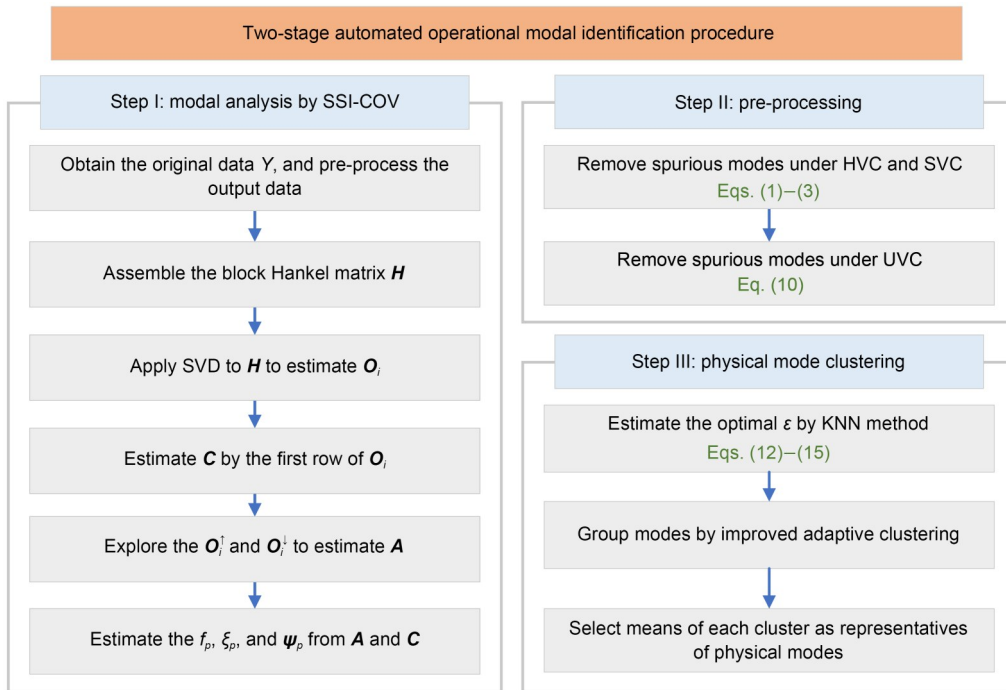 Two-stage automated operational modal identification procedure
Step I: modal analysis by SSI-COV
Obtain the original data Y, and pre-process the
output data
Assemble the block Hankel matrix H
Apply SVD to H to estimate Oᵢ
Estimate C by the first row of Oᵢ
Explore the Oᵢ↑ and Oᵢ↓ to estimate A
Estimate the fₚ, ξₚ, and ψₚ from A and C
Step II: pre-processing
Remove spurious modes under HVC and SVC
Eqs. (1)–(3)
Remove spurious modes under UVC
Eq. (10)
Step III: physical mode clustering
Estimate the optimal ε by KNN method
Eqs. (12)–(15)
Group modes by improved adaptive clustering
Select means of each cluster as representatives
of physical modes